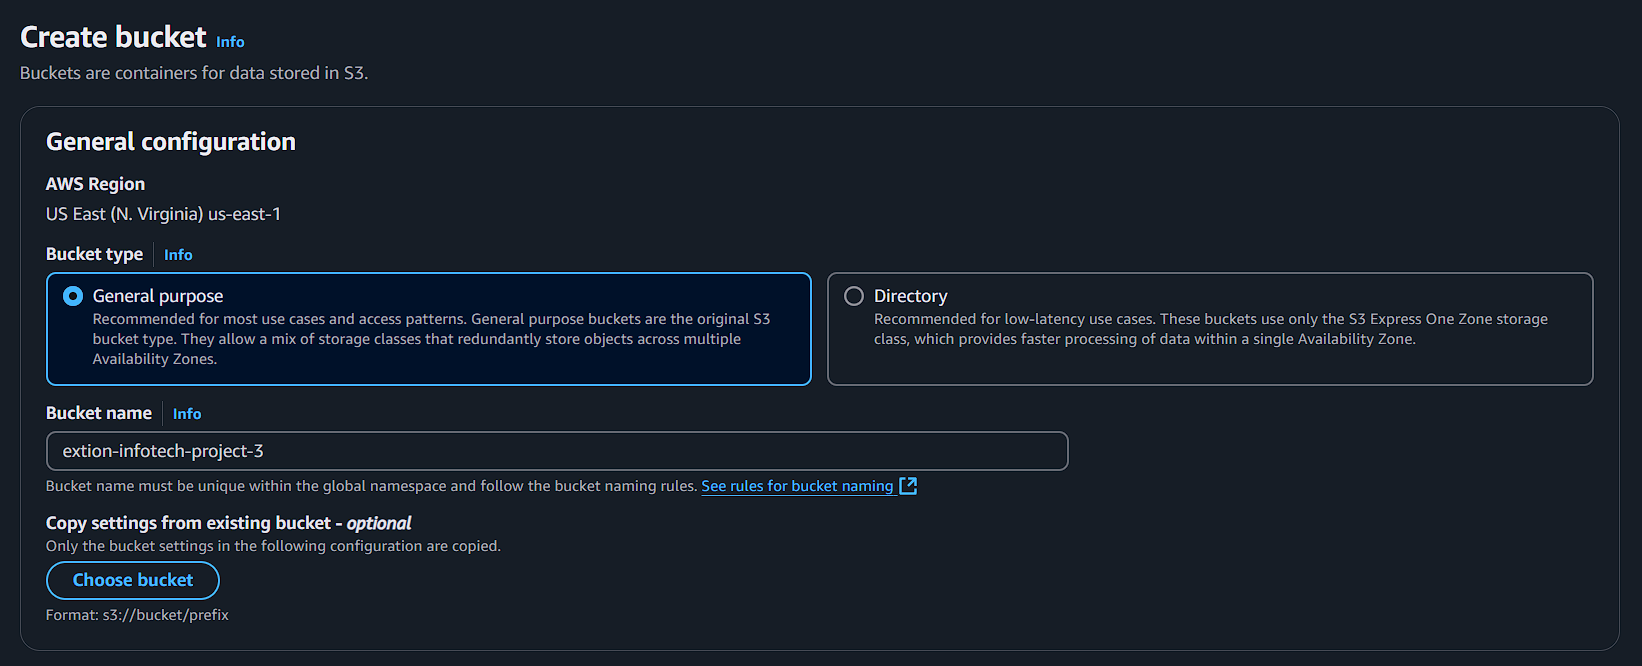 Create bucket Info
Buckets are containers for data stored in S3.
General configuration
AWS Region
US East (N. Virginia) us-east-1
Bucket type Info
General purpose
Recommended for most use cases and access patterns. General purpose buckets are the original S3
bucket type. They allow a mix of storage classes that redundantly store objects across multiple
Availability Zones.
Directory
Recommended for low-latency use cases. These buckets use only the S3 Express One Zone storage
class, which provides faster processing of data within a single Availability Zone.
Bucket name Info
extion-infotech-project-3
Bucket name must be unique within the global namespace and follow the bucket naming rules. See rules for bucket naming
Copy settings from existing bucket - optional
Only the bucket settings in the following configuration are copied.
Choose bucket
Format: s3://bucket/prefix